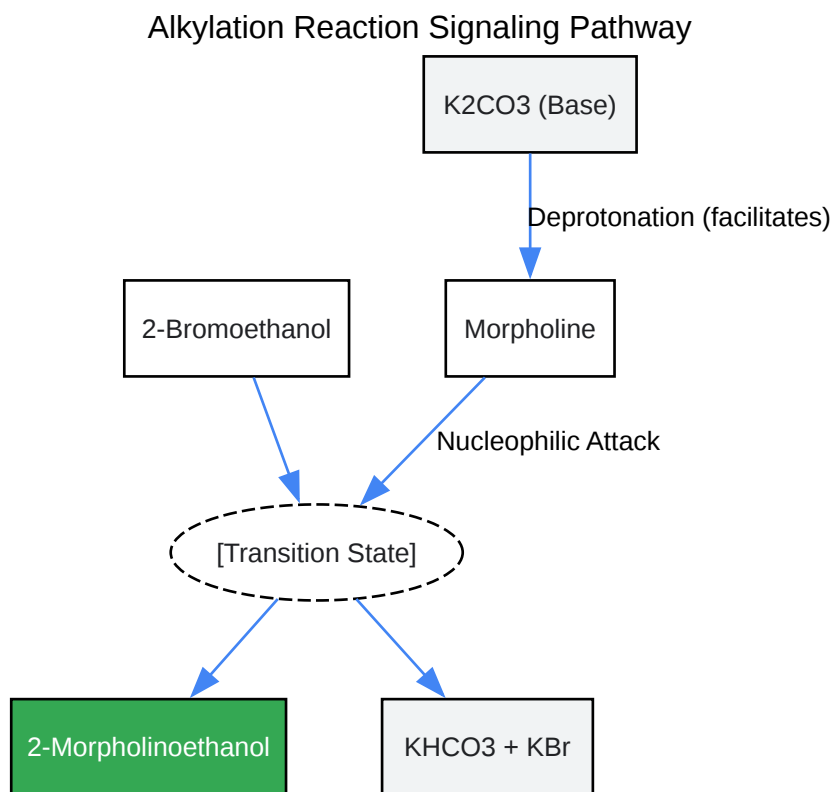 Alkylation Reaction Signaling Pathway
K2CO3 (Base)
Deprotonation (facilitates)
2-Bromoethanol
Morpholine
Nucleophilic Attack
[Transition State]
2-Morpholinoethanol
KHCO3 + KBr